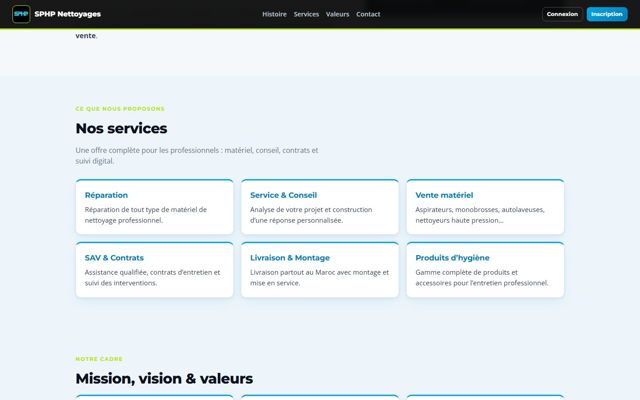 SPHP
SPHP Nettoyages
Histoire
Services
Valeurs
Contact
Connexion
Inscription
vente.
CE QUE NOUS PROPOSONS
Nos services
Une offre complète pour les professionnels : matériel, conseil, contrats et
suivi digital.
Réparation
Réparation de tout type de matériel de
nettoyage professionnel.
Service & Conseil
Analyse de votre projet et construction
d'une réponse personnalisée.
Vente matériel
Aspirateurs, monobrosses, autolaveuses,
nettoyeurs haute pression...
SAV & Contrats
Assistance qualifiée, contrats d'entretien et
suivi des interventions.
Livraison & Montage
Livraison partout au Maroc avec montage et
mise en service.
Produits d'hygiène
Gamme complète de produits et
accessoires pour l'entretien professionnel.
NOTRE CADRE
Mission, vision & valeurs